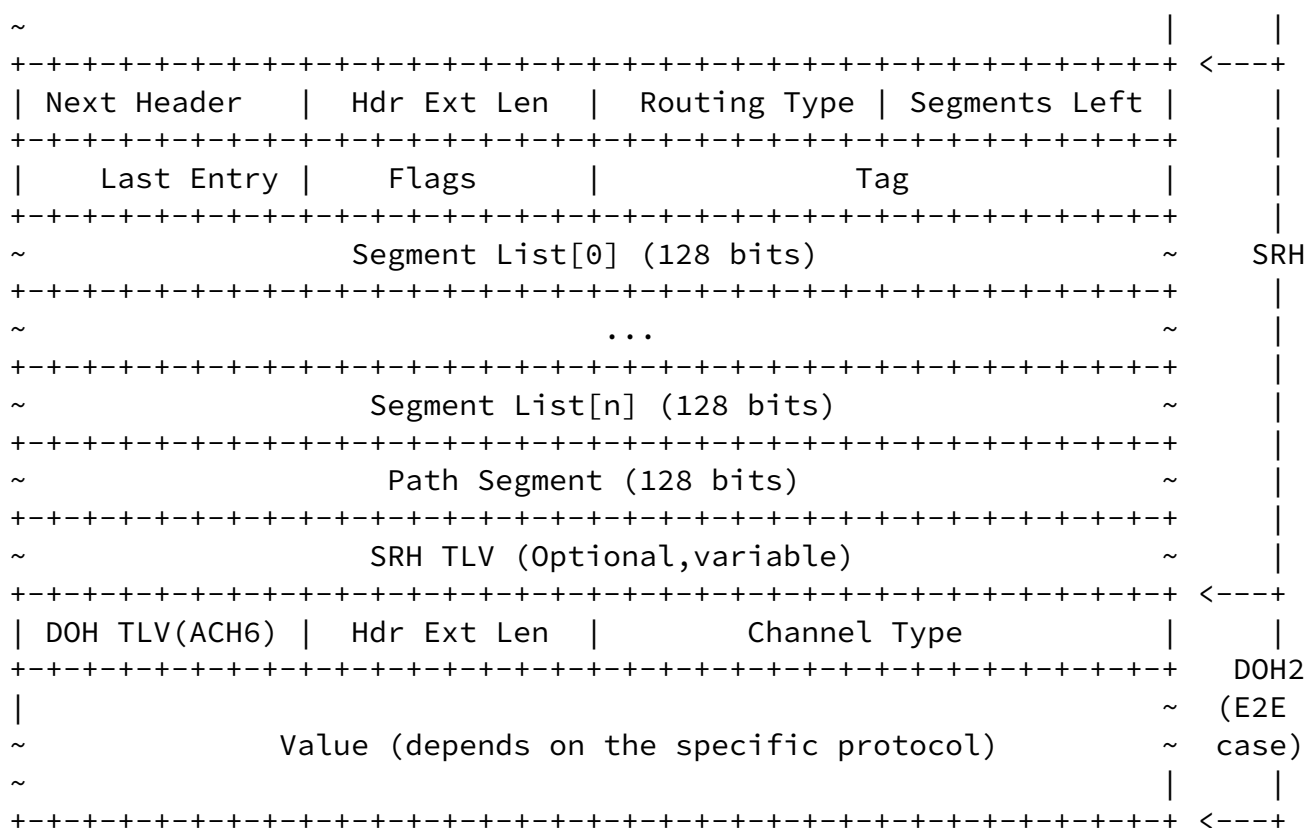 ~                                                               |     |
+-+-+-+-+-+-+-+-+-+-+-+-+-+-+-+-+-+-+-+-+-+-+-+-+-+-+-+-+-+-+-+-+ <---+
| Next Header   |  Hdr Ext Len  |  Routing Type | Segments Left |     |
+-+-+-+-+-+-+-+-+-+-+-+-+-+-+-+-+-+-+-+-+-+-+-+-+-+-+-+-+-+-+-+-+     |
|    Last Entry |    Flags      |              Tag              |     |
+-+-+-+-+-+-+-+-+-+-+-+-+-+-+-+-+-+-+-+-+-+-+-+-+-+-+-+-+-+-+-+-+     |
~                  Segment List[0] (128 bits)                   ~    SRH
+-+-+-+-+-+-+-+-+-+-+-+-+-+-+-+-+-+-+-+-+-+-+-+-+-+-+-+-+-+-+-+-+     |
~                                ...                            ~     |
+-+-+-+-+-+-+-+-+-+-+-+-+-+-+-+-+-+-+-+-+-+-+-+-+-+-+-+-+-+-+-+-+     |
~                   Segment List[n] (128 bits)                  ~     |
+-+-+-+-+-+-+-+-+-+-+-+-+-+-+-+-+-+-+-+-+-+-+-+-+-+-+-+-+-+-+-+-+     |
~                    Path Segment (128 bits)                    ~     |
+-+-+-+-+-+-+-+-+-+-+-+-+-+-+-+-+-+-+-+-+-+-+-+-+-+-+-+-+-+-+-+-+     |
~                   SRH TLV (Optional,variable)                 ~     |
+-+-+-+-+-+-+-+-+-+-+-+-+-+-+-+-+-+-+-+-+-+-+-+-+-+-+-+-+-+-+-+-+ <---+
| DOH TLV(ACH6) |  Hdr Ext Len  |        Channel Type           |     |
+-+-+-+-+-+-+-+-+-+-+-+-+-+-+-+-+-+-+-+-+-+-+-+-+-+-+-+-+-+-+-+-+   DOH2
|                                                               ~  (E2E
~              Value (depends on the specific protocol)         ~  case)
~                                                               |     |
+-+-+-+-+-+-+-+-+-+-+-+-+-+-+-+-+-+-+-+-+-+-+-+-+-+-+-+-+-+-+-+-+ <---+